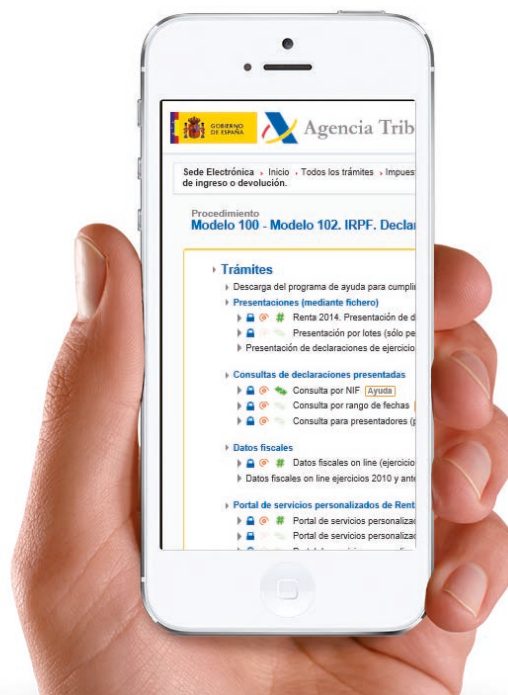 GOBIERNO
DE ESPAÑA
Agencia Trib
Sede Electrónica Inicio Todos los trámites Impues
de ingreso o devolución.
Procedimiento
Modelo 100 - Modelo 102. IRPF. Declar
Trámites
Descarga del programa de ayuda para cumplir
Presentaciones (mediante fichero)
# Renta 2014. Presentación de d
Presentación por lotes (sólo pe
Presentación de declaraciones de ejercicio
Consultas de declaraciones presentadas
Consulta por NIF Ayuda
Consulta por rango de fechas
Consulta para presentadores (p
Datos fiscales
# Datos fiscales on line (ejercicio
Datos fiscales on line ejercicios 2010 y ante
Portal de servicios personalizados de Rent
# Portal de servicios personalizad
Portal de servicios personalizad